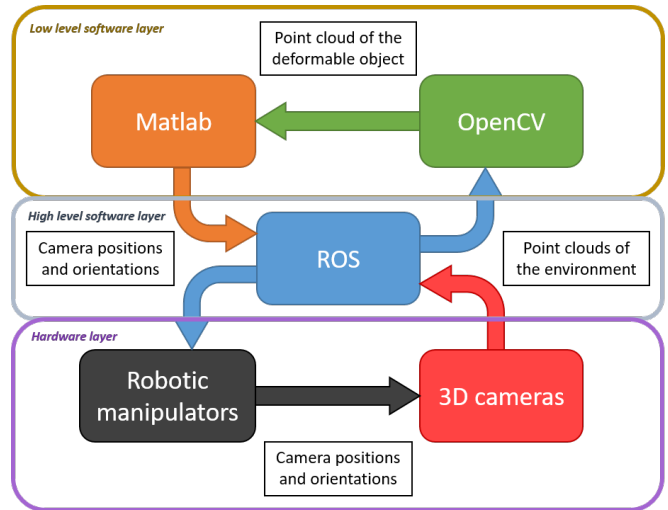 Low level software layer
Point cloud of the
deformable object
Matlab
OpenCV
High level software layer
Camera positions
and orientations
ROS
Point clouds of
the environment
Hardware layer
Robotic
manipulators
3D cameras
Camera positions
and orientations